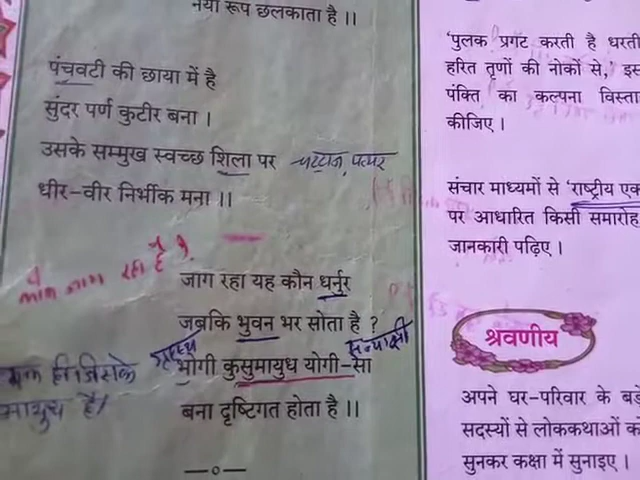 नया रूप छलकाता है ।।
पंचवटी की छाया में है
सुंदर पर्ण कुटीर बना ।
उसके सम्मुख स्वच्छ शिला पर
धीर-वीर निर्भीक मना ।।
जाग रहा यह कौन धनुर्धर
जबकि भुवन भर सोता है ?
भोगी कुसुमायुध योगी-सा
बना दृष्टिगत होता है ।।
—०—
'पुलक प्रगट करती है धरती
हरित तृणों की नोकों से,' इस
पंक्ति का कल्पना विस्ता
कीजिए ।
संचार माध्यमों से 'राष्ट्रीय एक
पर आधारित किसी समारोह
जानकारी पढ़िए ।
श्रवणीय
अपने घर-परिवार के बड़े
सदस्यों से लोककथाओं को
सुनकर कक्षा में सुनाइए ।